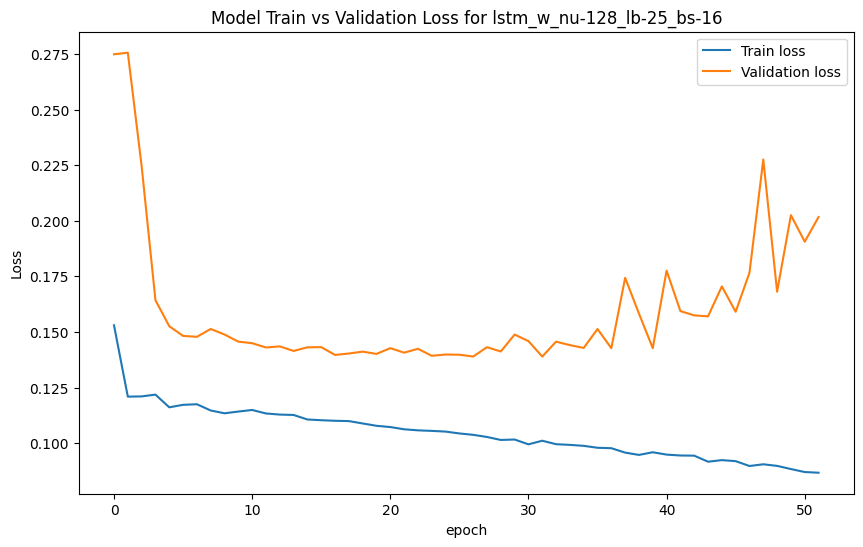 Model Train vs Validation Loss for lstm_w_nu-128_lb-25_bs-16
Train loss
Validation loss
0.275
0.250
0.225
0.200
0.175
0.150
0.125
0.100
Loss
0 10 20 30 40 50
epoch